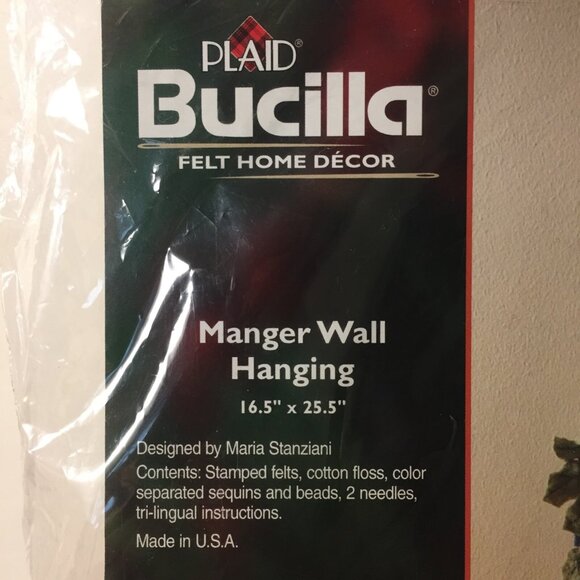 PLAID®
Bucilla®
FELT HOME DÉCOR
Manger Wall
Hanging
16.5" x 25.5"
Designed by Maria Stanziani
Contents: Stamped felts, cotton floss, color
separated sequins and beads, 2 needles,
tri-lingual instructions.
Made in U.S.A.